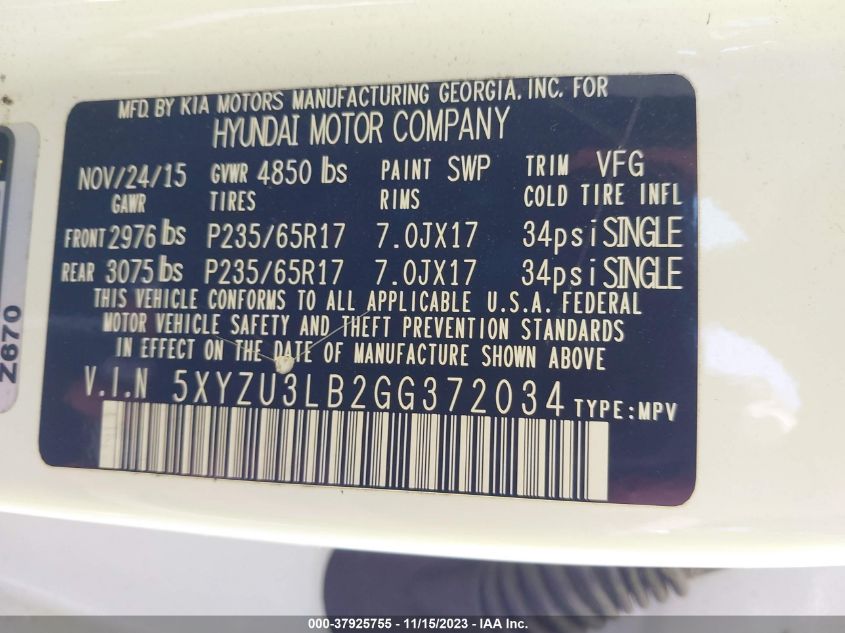 MFD. BY KIA MOTORS MANUFACTURING GEORGIA, INC. FOR
HYUNDAI MOTOR COMPANY
NOV/24/15 GVWR 4850 lbs PAINT SWP TRIM VFG
GAWR TIRES RIMS COLD TIRE INFL
FRONT 2976 lbs P235/65R17 7.0JX17 34psi SINGLE
REAR 3075 lbs P235/65R17 7.0JX17 34psi SINGLE
THIS VEHICLE CONFORMS TO ALL APPLICABLE U.S.A. FEDERAL
MOTOR VEHICLE SAFETY AND THEFT PREVENTION STANDARDS
IN EFFECT ON THE DATE OF MANUFACTURE SHOWN ABOVE
V.I.N 5XYZU3LB2GG372034 TYPE:MPV
Z670
000-37925755 - 11/15/2023 - © IAA Inc.